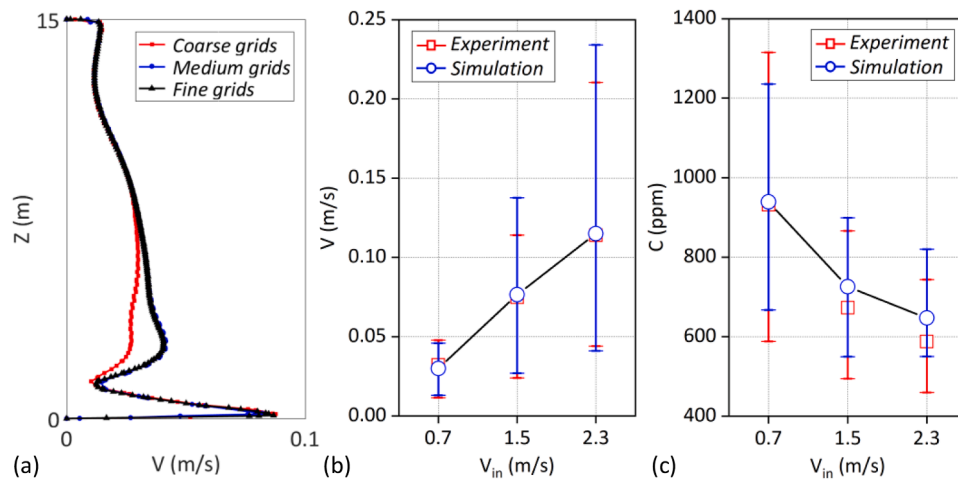 15
Coarse grids
Medium grids
Fine grids
Z (m)
0
0
0.1
V (m/s)
(a)
0.25
0.20
0.15
0.10
0.05
0.00
V (m/s)
Experiment
Simulation
0.7
1.5
2.3
V_in (m/s)
(b)
1400
1200
1000
800
600
400
C (ppm)
Experiment
Simulation
0.7
1.5
2.3
V_in (m/s)
(c)